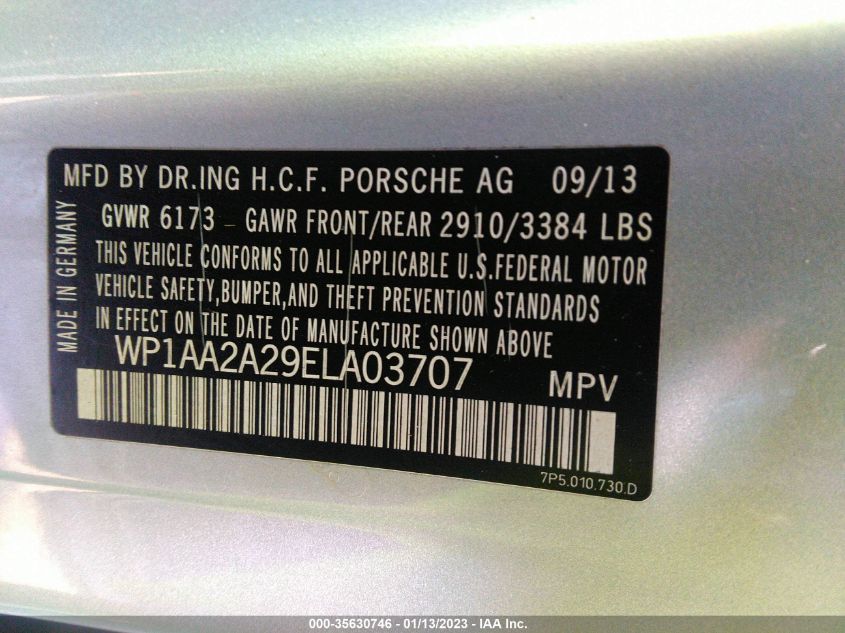 MFD BY DR.ING H.C.F. PORSCHE AG 09/13
GVWR 6173 GAWR FRONT/REAR 2910/3384 LBS
THIS VEHICLE CONFORMS TO ALL APPLICABLE U.S.FEDERAL MOTOR
VEHICLE SAFETY,BUMPER,AND THEFT PREVENTION STANDARDS
IN EFFECT ON THE DATE OF MANUFACTURE SHOWN ABOVE
MADE IN GERMANY
WP1AA2A29ELA03707 MPV
7P5.010.730.D
000-35630746 - 01/13/2023 - IAA Inc.